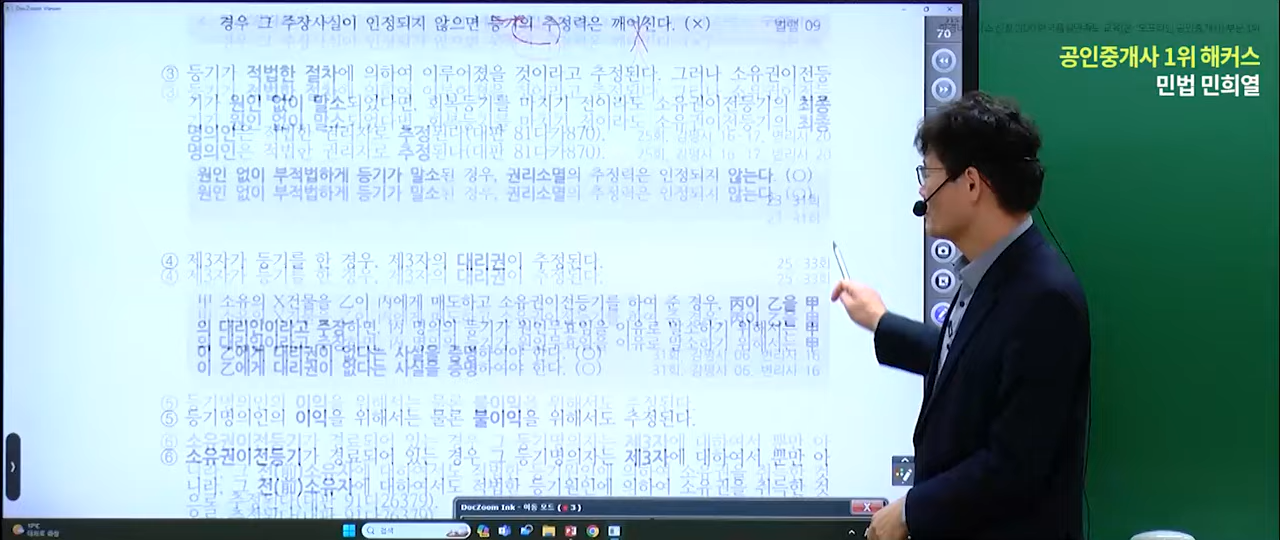 경우 그 주장사실이 인정되지 않으면 등기의 추정력은 깨어진다. (X) 법행 09
③ 등기가 적법한 절차에 의하여 이루어졌을 것이라고 추정된다. 그러나 소유권이전등
기가 원인 없이 말소되었다면, 회복등기를 마치기 전이라도 소유권이전등기의 최종
명의인은 적법한 권리자로 추정된다(대판 81다카870). 25회, 감평사 16·17, 변리사 20
원인 없이 부적법하게 등기가 말소된 경우, 권리소멸의 추정력은 인정되지 않는다. (○)
23·31회
④ 제3자가 등기를 한 경우, 제3자의 대리권이 추정된다. 25·33회
甲 소유의 X건물을 乙이 丙에게 매도하고 소유권이전등기를 하여 준 경우, 丙이 乙을 甲
의 대리인이라고 주장하면, 丙 명의의 등기가 원인무효임을 이유로 말소하기 위해서는 甲
이 乙에게 대리권이 없다는 사실을 증명하여야 한다. (○) 31회, 감평사 06, 변리사 16
⑤ 등기명의인의 이익을 위해서는 물론 불이익을 위해서도 추정된다.
⑥ 소유권이전등기가 경료되어 있는 경우 그 등기명의자는 제3자에 대하여서 뿐만 아
니라, 그 전(前)소유자에 대하여서도 적법한 등기원인에 의하여 소유권을 취득한 것
70
공인중개사 1위 해커스
민법 민희열
DocZoom Ink - 이동 모드 ( 3 )
검색